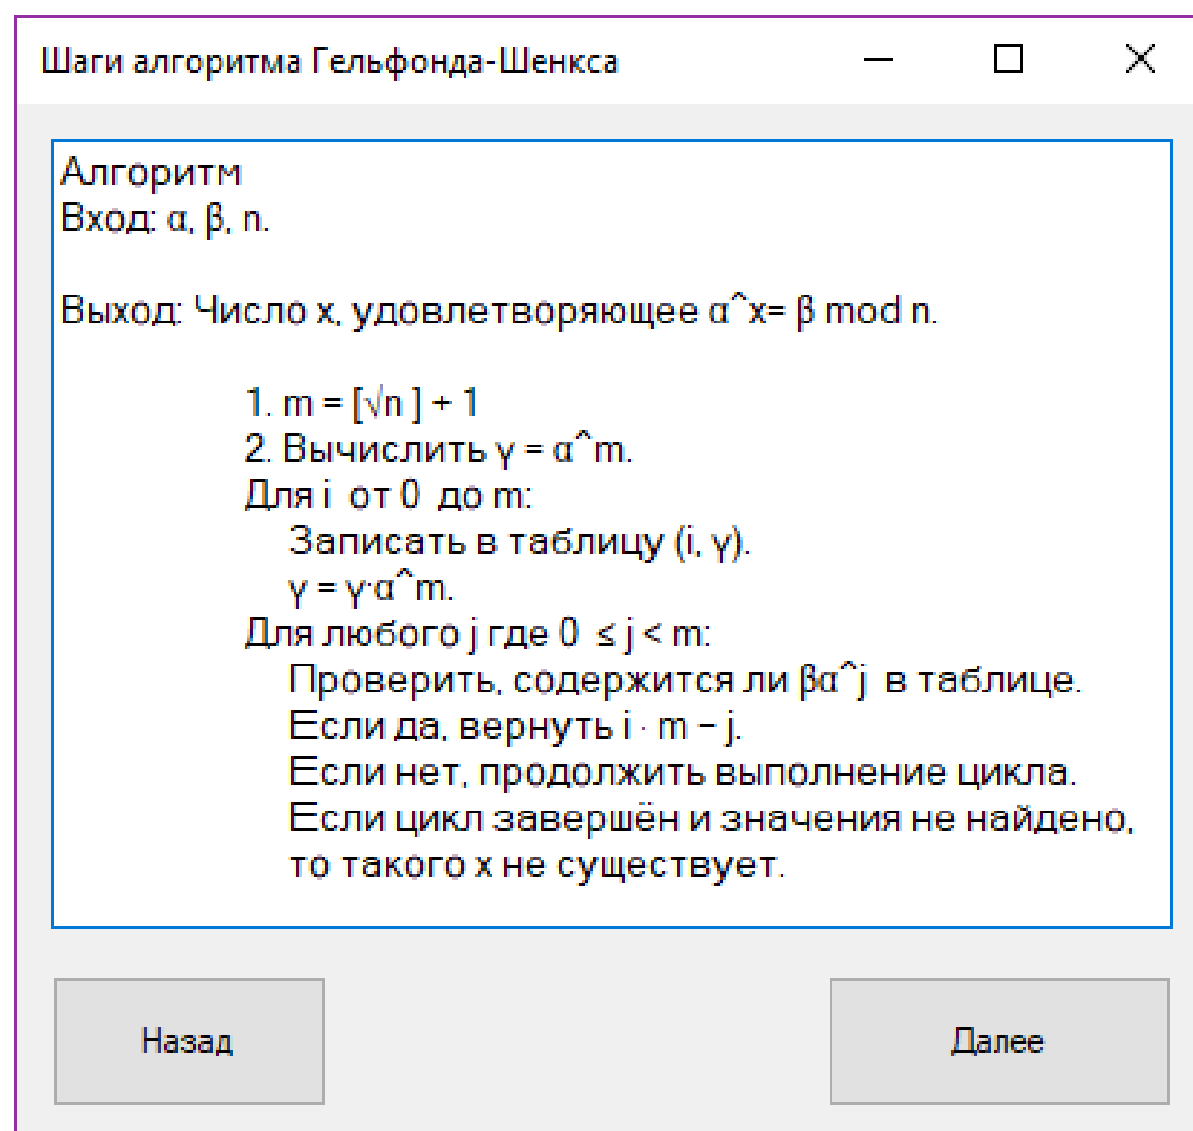 Шаги алгоритма Гельфонда-Шенкса
Алгоритм
Вход: α, β, n.
Выход: Число x, удовлетворяющее α^x= β mod n.
1. m = [√n ] + 1
2. Вычислить γ = α^m.
Для i  от 0  до m:
Записать в таблицу (i, γ).
γ = γ·α^m.
Для любого j где 0  ≤ j < m:
Проверить, содержится ли βα^j  в таблице.
Если да, вернуть i · m − j.
Если нет, продолжить выполнение цикла.
Если цикл завершён и значения не найдено,
то такого x не существует.
Назад
Далее